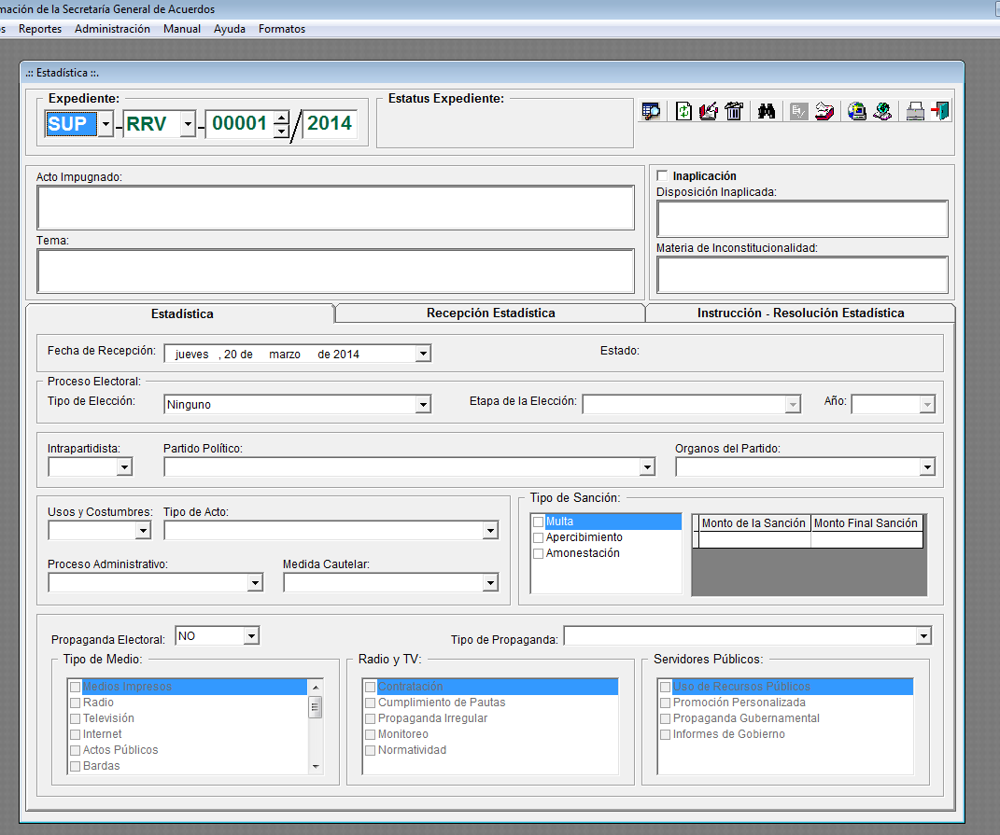 mación de la Secretaría General de Acuerdos
Reportes Administración Manual Ayuda Formatos
.:: Estadística ::.
Expediente: Estatus Expediente:
SUP - RRV - 00001 / 2014
Acto Impugnado: Inaplicación
Disposición Inaplicada:
Tema: Materia de Inconstitucionalidad:
Estadística Recepción Estadística Instrucción - Resolución Estadística
Fecha de Recepción: jueves , 20 de marzo de 2014 Estado:
Proceso Electoral:
Tipo de Elección: Ninguno Etapa de la Elección: Año:
Intrapartidista: Partido Político: Organos del Partido:
Usos y Costumbres: Tipo de Acto: Tipo de Sanción:
Multa Monto de la Sanción Monto Final Sanción
Apercibimiento
Amonestación
Proceso Administrativo: Medida Cautelar:
Propaganda Electoral: NO Tipo de Propaganda:
Tipo de Medio: Radio y TV: Servidores Públicos:
Medios Impresos Contratación Uso de Recursos Públicos
Radio Cumplimiento de Pautas Promoción Personalizada
Televisión Propaganda Irregular Propaganda Gubernamental
Internet Monitoreo Informes de Gobierno
Actos Públicos Normatividad
Bardas